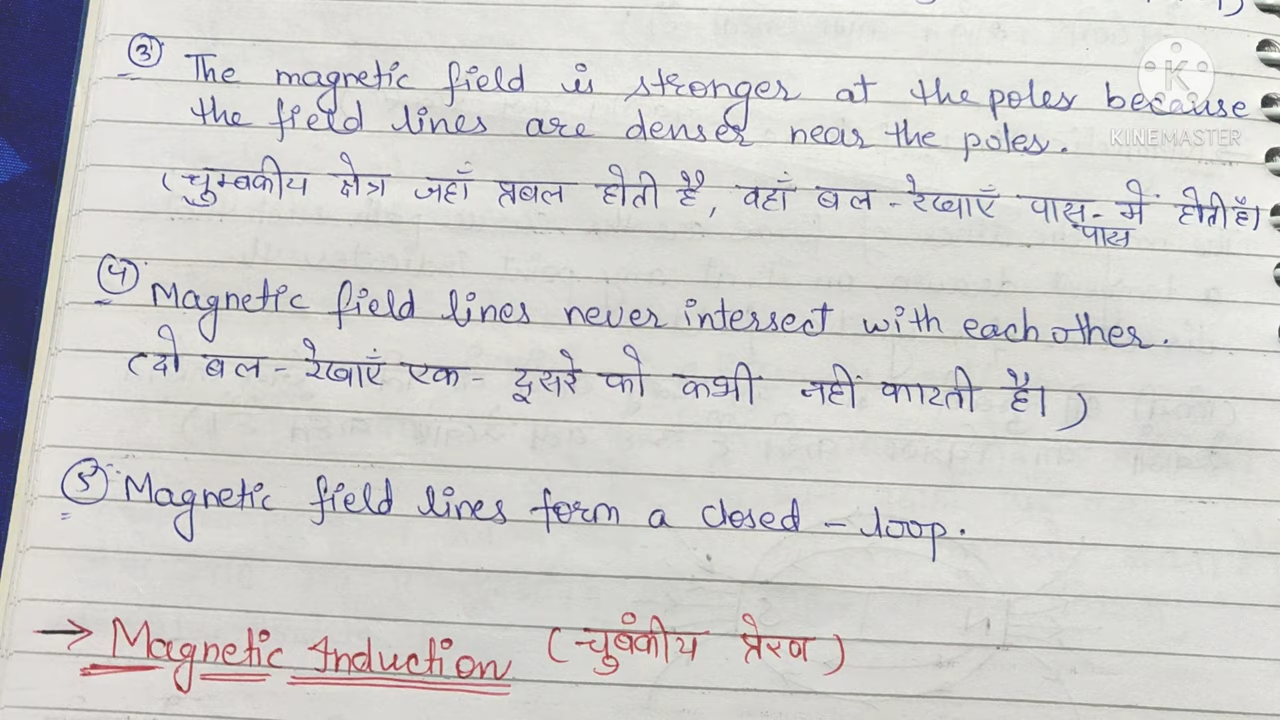 ③ The magnetic field is stronger at the poles because
the field lines are denser near the poles.
(चुम्बकीय क्षेत्र जहाँ प्रबल होती है, वहाँ बल-रेखाएँ पास-में होती हैं।
पास
④ Magnetic field lines never intersect with each other.
(दो बल-रेखाएँ एक-दूसरे को कभी नहीं काटती है।)
⑤ Magnetic field lines form a closed-loop.
→ Magnetic Induction (चुबंकीय प्रेरण)
K
KINEMASTER